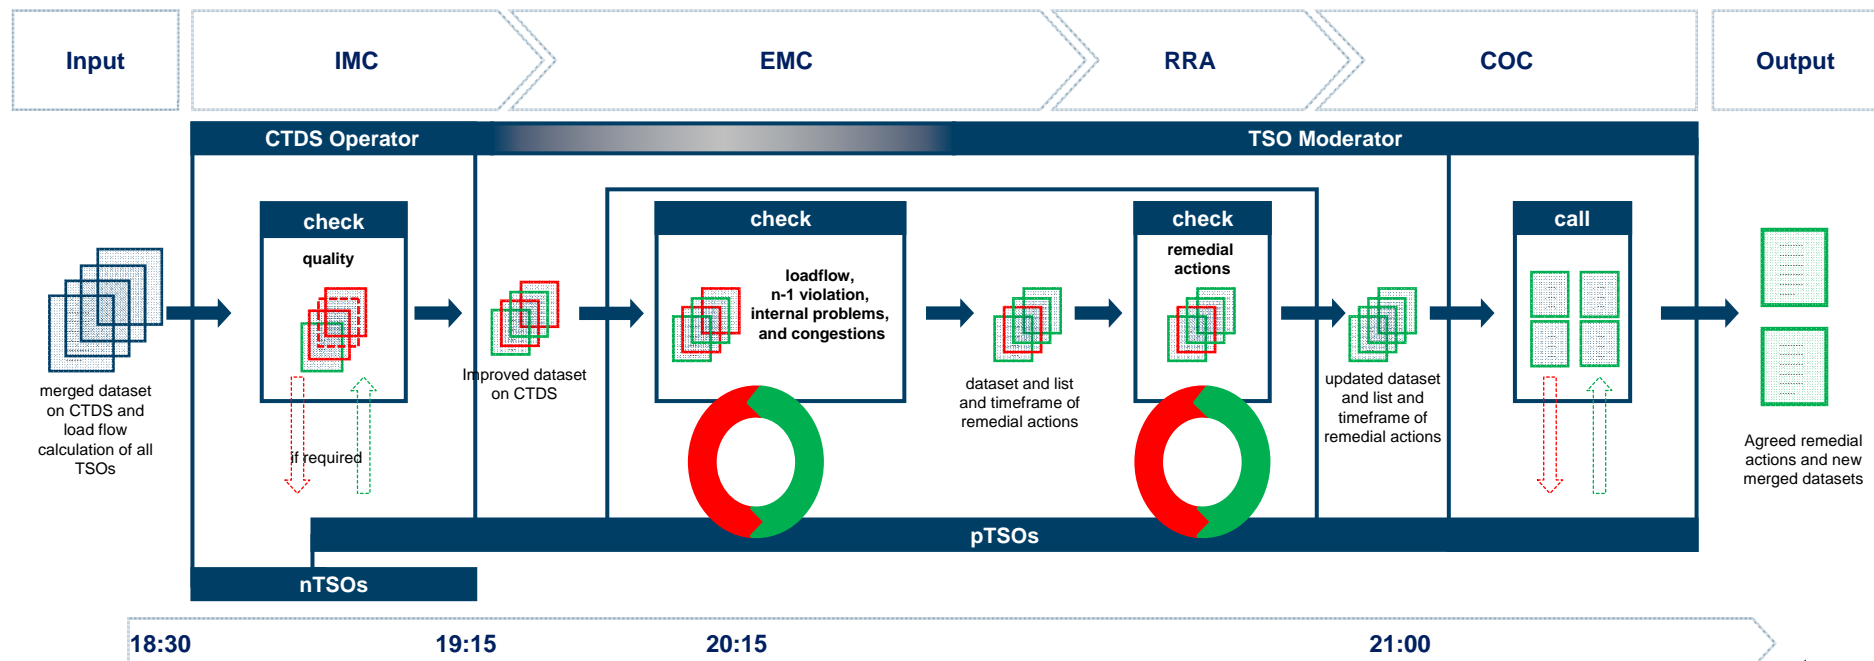 Input
IMC
EMC
RRA
COC
Output
CTDS Operator
TSO Moderator
check
quality
if required
check
loadflow,
n-1 violation,
internal problems,
and congestions
check
remedial
actions
call
merged dataset
on CTDS and
load flow
calculation of all
TSOs
Improved dataset
on CTDS
dataset and list
and timeframe of
remedial actions
updated dataset
and list and
timeframe of
remedial actions
Agreed remedial
actions and new
merged datasets
pTSOs
nTSOs
18:30
19:15
20:15
21:00